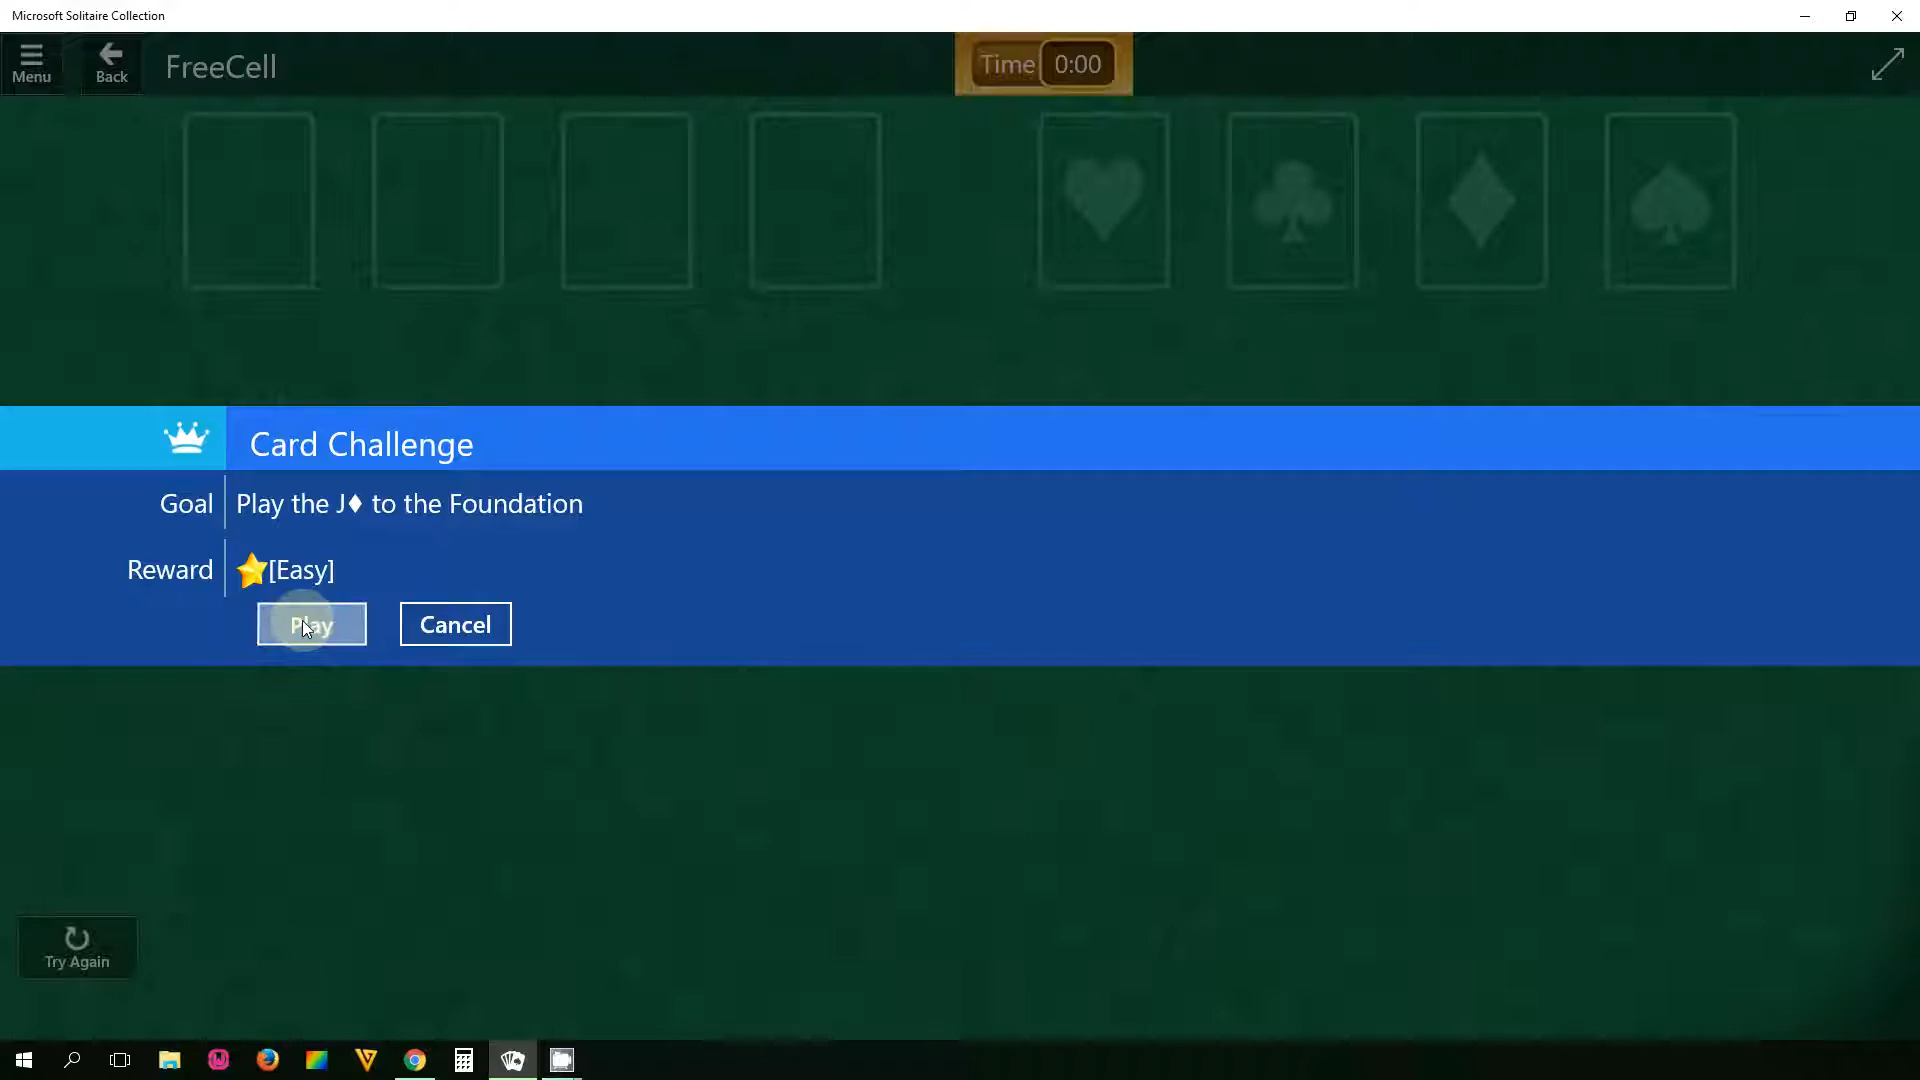 Microsoft Solitaire Collection
Menu
Back
FreeCell
Time 0:00
Card Challenge
Goal
Play the J♦ to the Foundation
Reward
[Easy]
Play
Cancel
Try Again